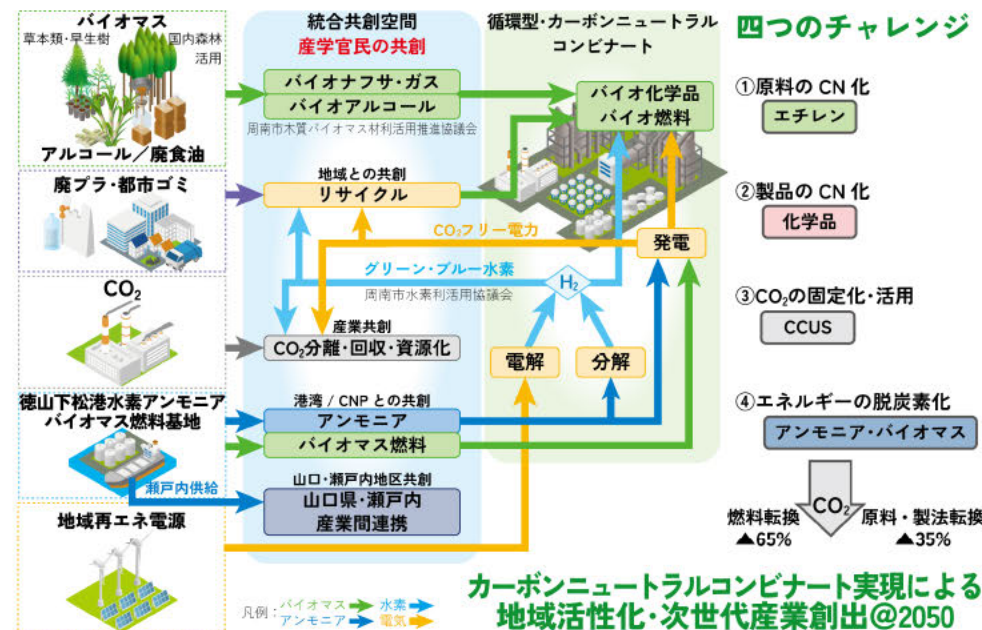 バイオマス
草本類・早生樹
国内森林
活用
アルコール／廃食油
廃プラ・都市ゴミ
CO₂
徳山下松港水素アンモニア
バイオマス燃料基地
瀬戸内供給
地域再エネ電源
統合共創空間
産学官民の共創
バイオナフサ・ガス
バイオアルコール
周南市木質バイオマス材利活用推進協議会
地域との共創
リサイクル
CO₂フリー電力
グリーン・ブルー水素
周南市水素利活用協議会
産業共創
CO₂分離・回収・資源化
港湾 / CNP との共創
アンモニア
バイオマス燃料
山口・瀬戸内地区共創
山口県・瀬戸内
産業間連携
循環型・カーボンニュートラル
コンビナート
バイオ化学品
バイオ燃料
発電
H₂
電解
分解
凡例：
バイオマス
水素
アンモニア
電気
四つのチャレンジ
①原料の CN 化
エチレン
②製品の CN 化
化学品
③CO₂の固定化・活用
CCUS
④エネルギーの脱炭素化
アンモニア・バイオマス
CO₂
燃料転換
▲65%
原料・製法転換
▲35%
カーボンニュートラルコンビナート実現による
地域活性化・次世代産業創出@2050